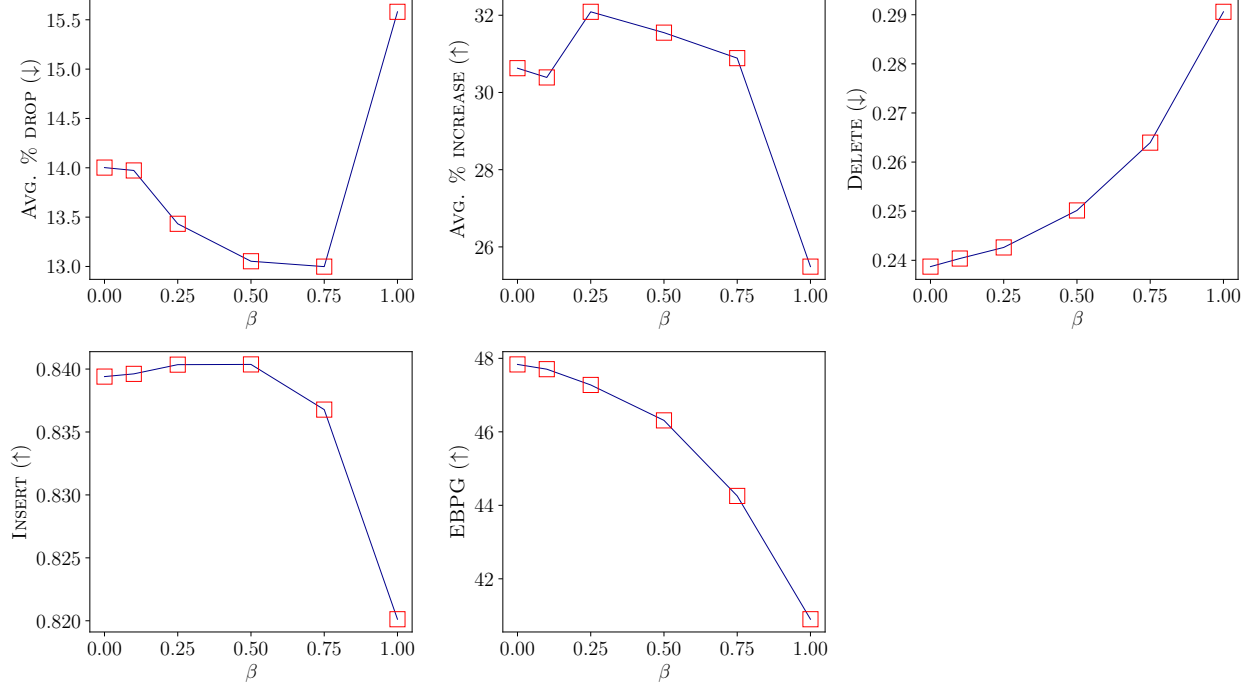 15.5
15.0
14.5
14.0
13.5
13.0
Avg. % drop (↓)
0.00 0.25 0.50 0.75 1.00
β
32
30
28
26
Avg. % increase (↑)
0.00 0.25 0.50 0.75 1.00
β
0.29
0.28
0.27
0.26
0.25
0.24
Delete (↓)
0.00 0.25 0.50 0.75 1.00
β
0.840
0.835
0.830
0.825
0.820
Insert (↑)
0.00 0.25 0.50 0.75 1.00
β
48
46
44
42
EBPG (↑)
0.00 0.25 0.50 0.75 1.00
β